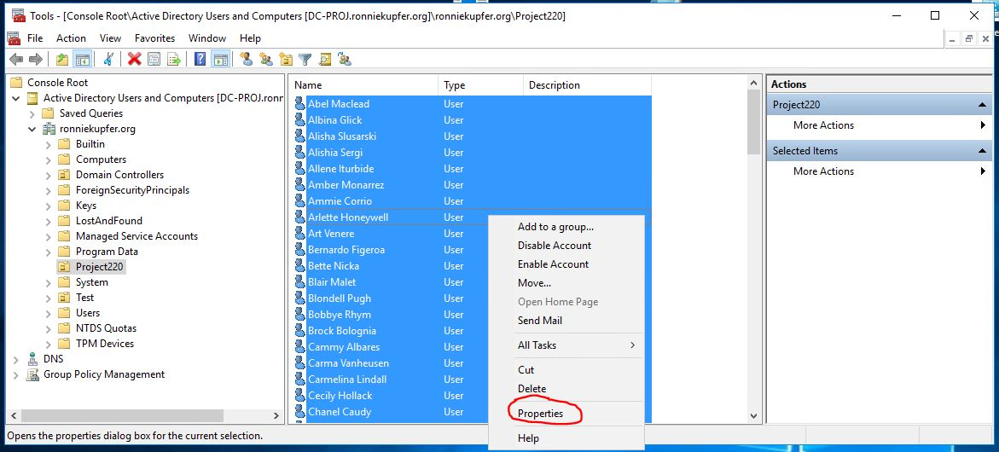 Tools - [Console Root\Active Directory Users and Computers [DC-PROJ.ronniekupfer.org]\ronniekupfer.org\Project220]
File Action View Favorites Window Help
Console Root
Active Directory Users and Computers [DC-PROJ.ronn
Saved Queries
ronniekupfer.org
Builtin
Computers
Domain Controllers
ForeignSecurityPrincipals
Keys
LostAndFound
Managed Service Accounts
Program Data
Project220
System
Test
Users
NTDS Quotas
TPM Devices
DNS
Group Policy Management
Name Type Description
Abel Maclead User
Albina Glick User
Alisha Slusarski User
Alishia Sergi User
Allene Iturbide User
Amber Monarrez User
Ammie Corrio User
Arlette Honeywell User
Art Venere User
Bernardo Figeroa User
Bette Nicka User
Blair Malet User
Blondell Pugh User
Bobbye Rhym User
Brock Bolognia User
Cammy Albares User
Carma Vanheusen User
Carmelina Lindall User
Cecily Hollack User
Chanel Caudy User
Add to a group...
Disable Account
Enable Account
Move...
Open Home Page
Send Mail
All Tasks
Cut
Delete
Properties
Help
Actions
Project220
More Actions
Selected Items
More Actions
Opens the properties dialog box for the current selection.